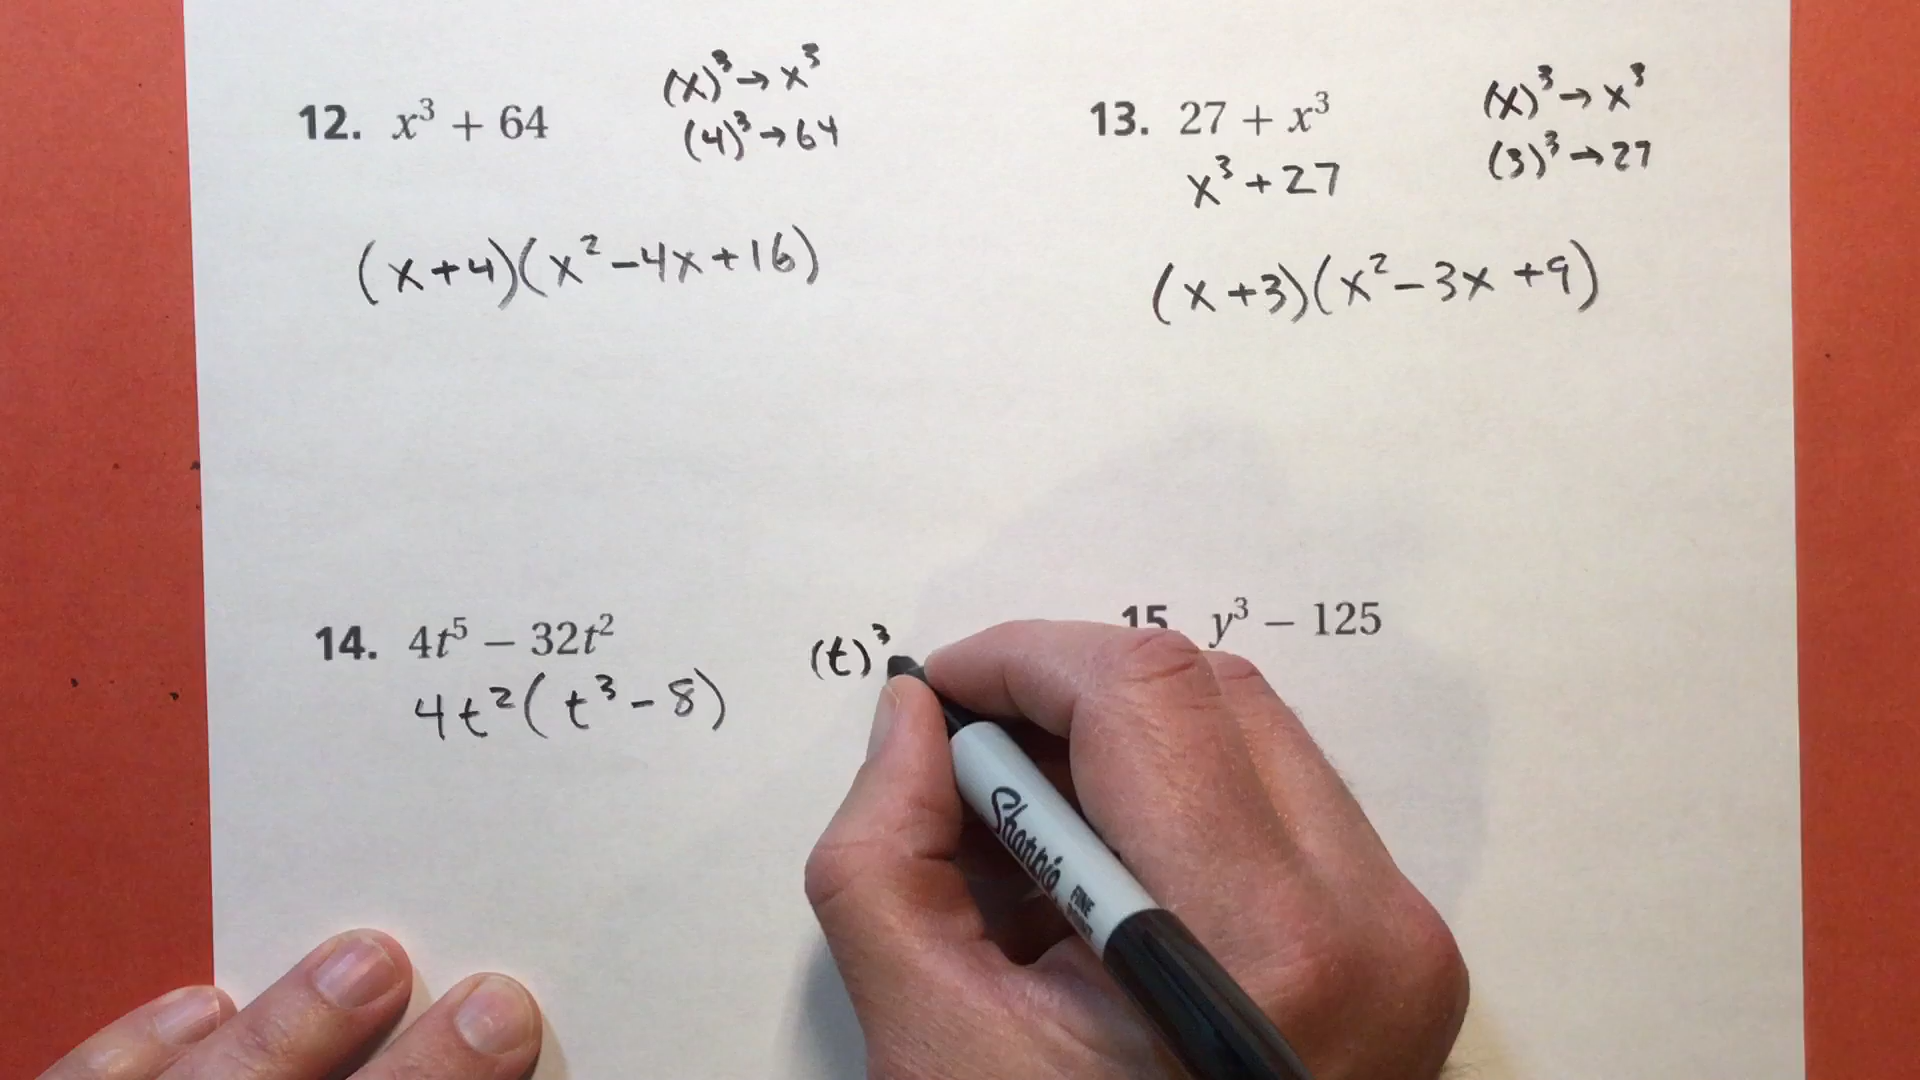 12. x³ + 64
(x)³→x³
(4)³→64
(x+4)(x²-4x+16)
13. 27 + x³
x³+27
(x)³→x³
(3)³→27
(x+3)(x²-3x+9)
14. 4t⁵ − 32t²
4t²(t³-8)
(t)³
15 y³ − 125
Sharpie
FINE